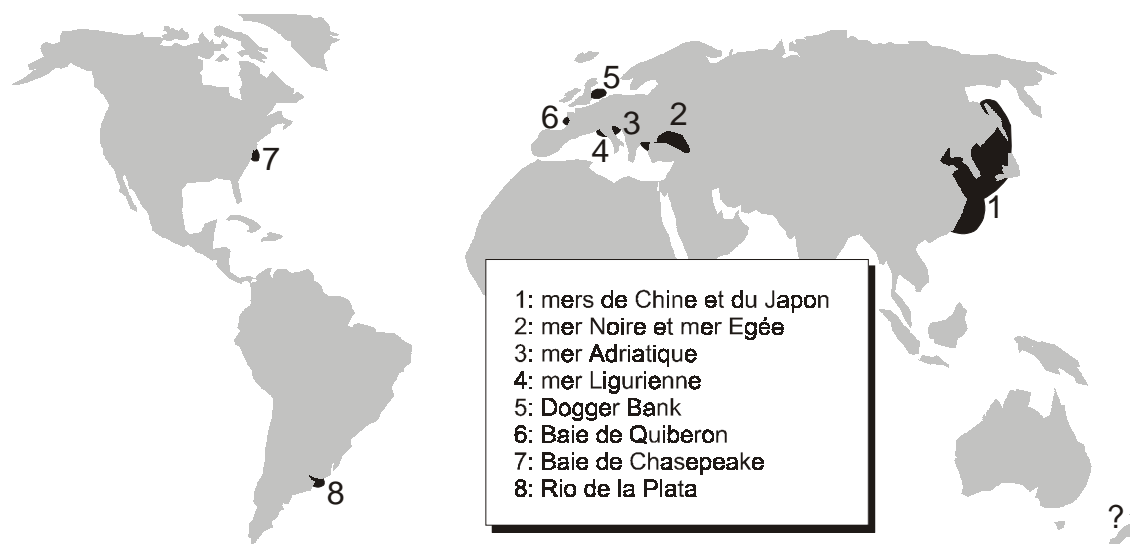 5
6
2
3
4
7
1
1: mers de Chine et du Japon
2: mer Noire et mer Egée
3: mer Adriatique
4: mer Ligurienne
5: Dogger Bank
6: Baie de Quiberon
7: Baie de Chasepeake
8: Rio de la Plata
8
?